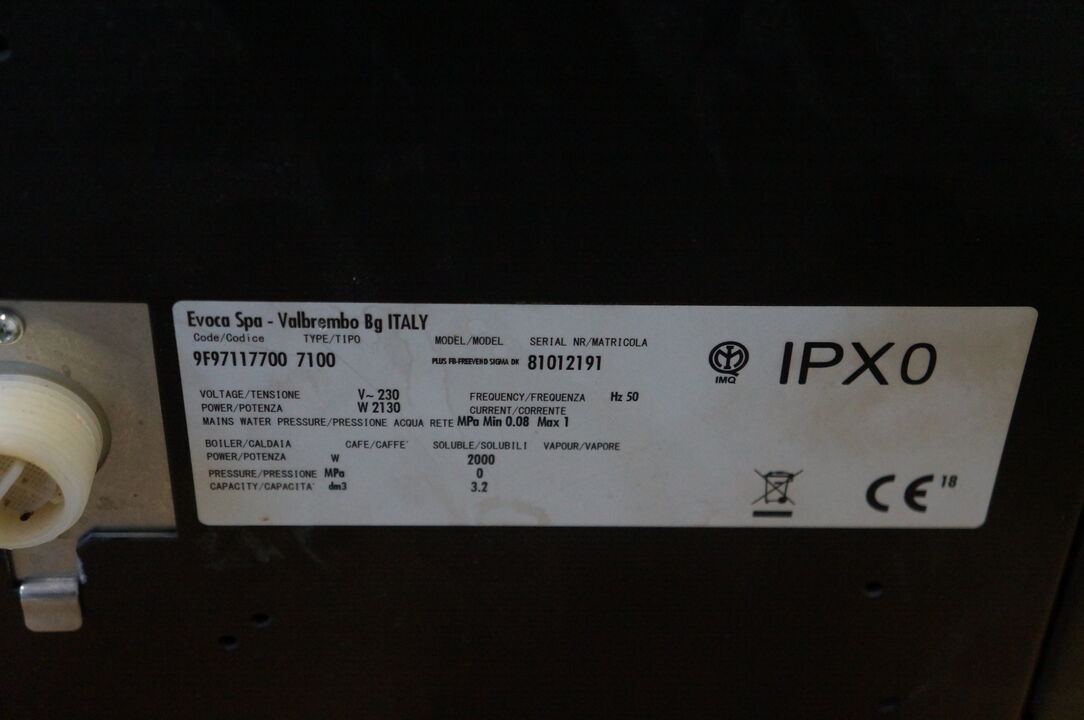 Evoca Spa - Valbrembo Bg ITALY
Code/Codice TYPE/TIPO MODEL/MODEL SERIAL NR/MATRICOLA
9F97117700 7100 PLUS FB-FREEVEND SIGMA DK 81012191
IMQ
IPX0
VOLTAGE/TENSIONE V~ 230 FREQUENCY/FREQUENZA Hz 50
POWER/POTENZA W 2130 CURRENT/CORRENTE
MAINS WATER PRESSURE/PRESSIONE ACQUA RETE MPa Min 0.08 Max 1
BOILER/CALDAIA CAFE/CAFFE' SOLUBLE/SOLUBILI VAPOUR/VAPORE
POWER/POTENZA W 2000
PRESSURE/PRESSIONE MPa 0
CAPACITY/CAPACITA' dm3 3.2
CE 18